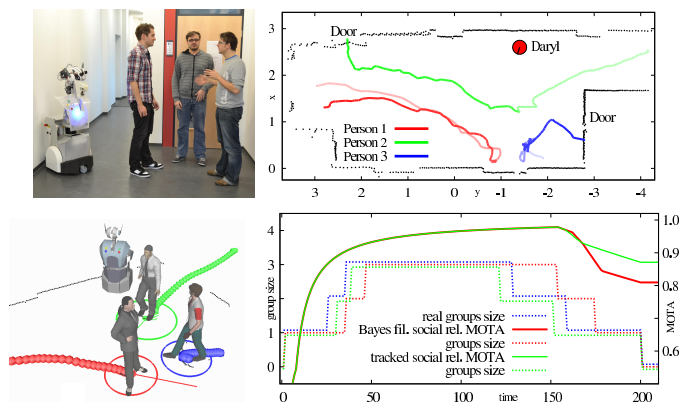 3
2
1
0
x
Door
Daryl
Door
Person 1
Person 2
Person 3
3 2 1 0 y -1 -2 -3 -4
4
3
2
1
0
group size
real groups size
Bayes fil. social rel. MOTA
groups size
tracked social rel. MOTA
groups size
1.0
0.9
0.8
0.7
0.6
MOTA
0 50 100 time 150 200